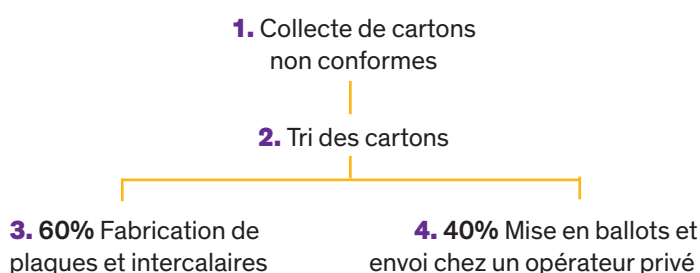 1. Collecte de cartons
non conformes
2. Tri des cartons
3. 60% Fabrication de
plaques et intercalaires
4. 40% Mise en ballots et
envoi chez un opérateur privé